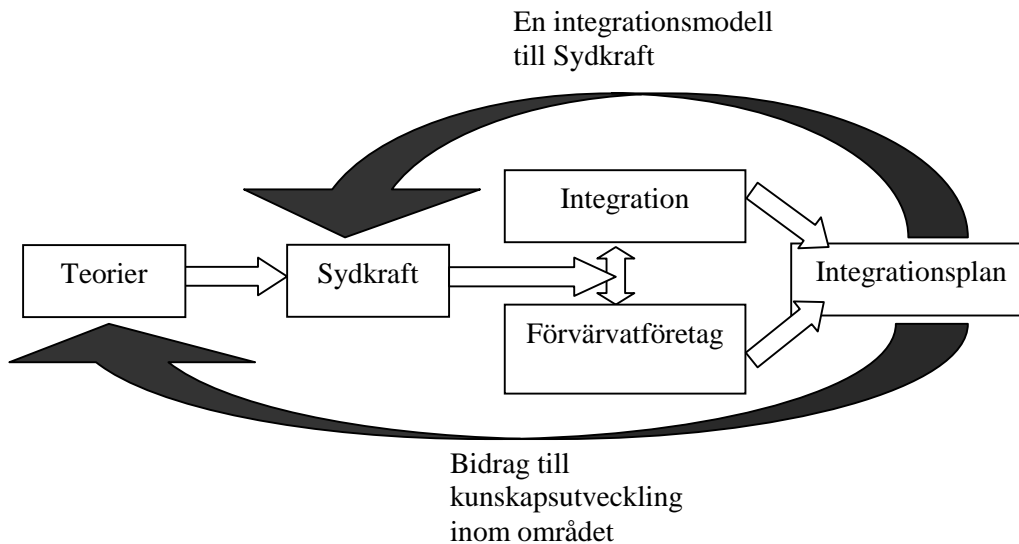 En integrationsmodell
till Sydkraft
Integration
Teorier
Sydkraft
Integrationsplan
Förvärvatföretag
Bidrag till
kunskapsutveckling
inom området